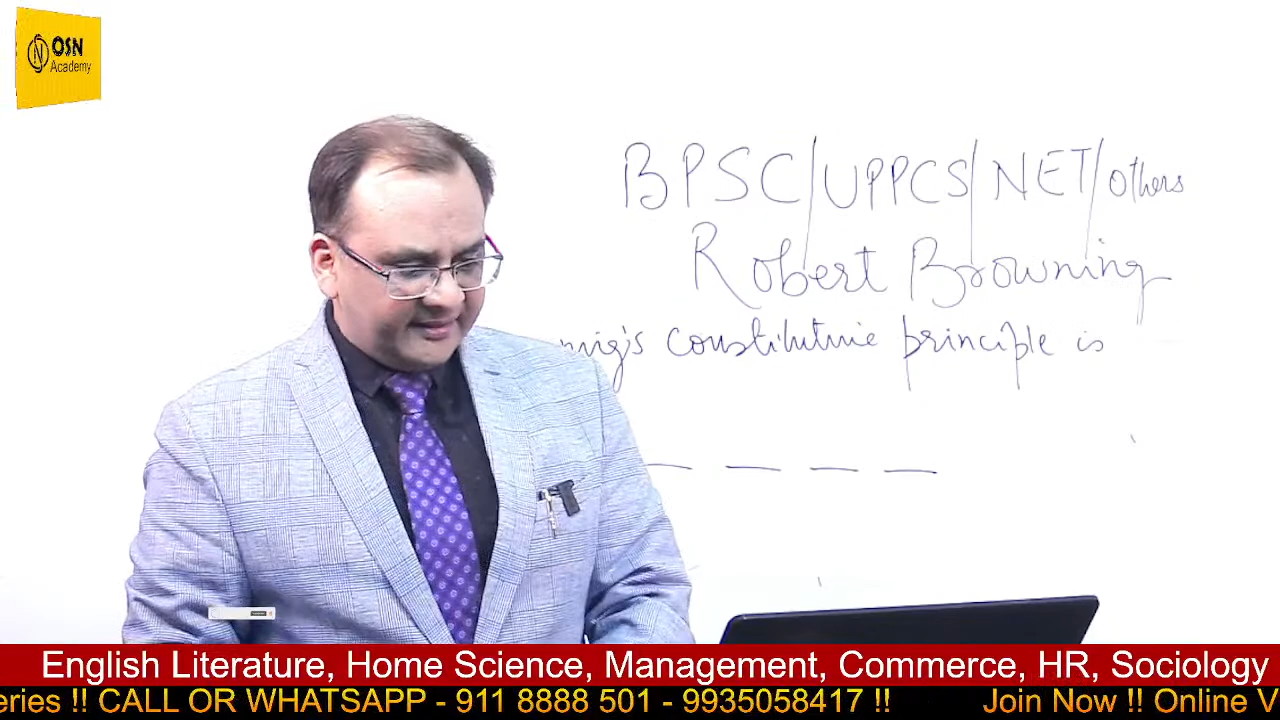 OSN
Academy
BPSC/UPPCS/NET/others
Robert Browning
constitutive principle is
English Literature, Home Science, Management, Commerce, HR, Sociology
eries !! CALL OR WHATSAPP - 911 8888 501 - 9935058417 !! Join Now !! Online V